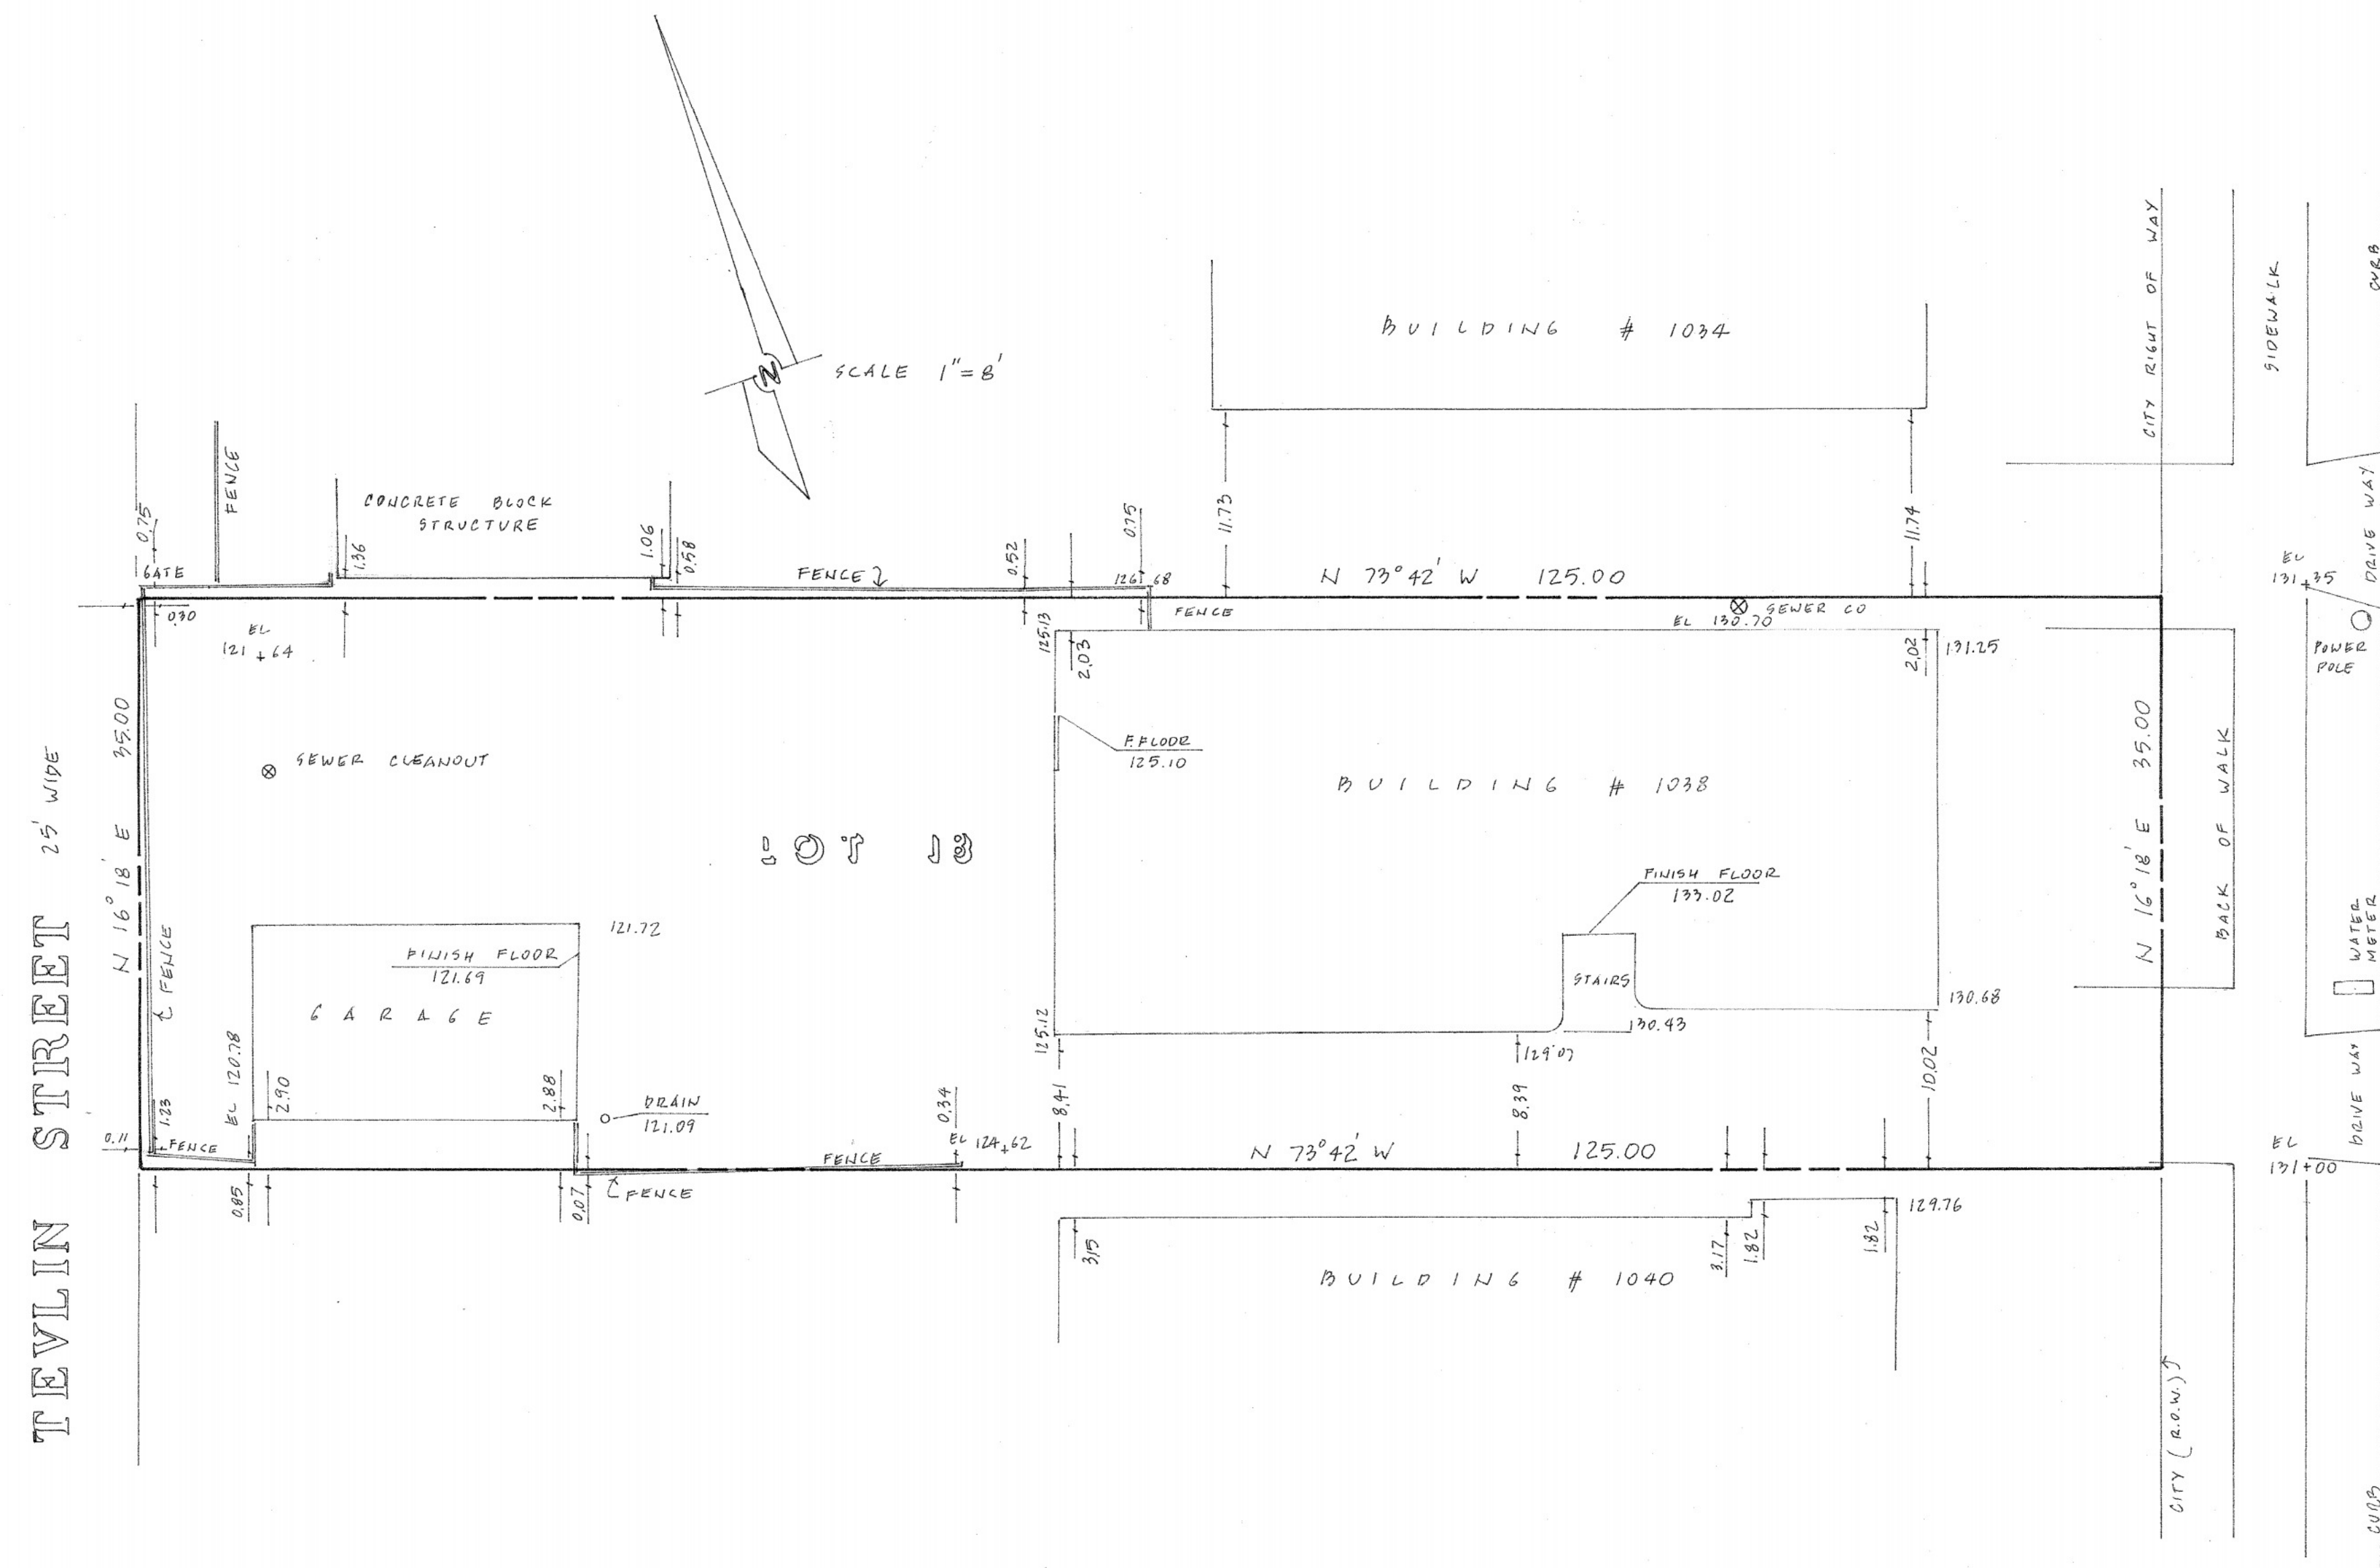 SCALE 1"=8'
BUILDING # 1034
CITY RIGHT OF WAY
SIDEWALK
CURB
FENCE
CONCRETE BLOCK
STRUCTURE
0.75
GATE
1.36
1.06
0.58
FENCE
0.52
0.75
126+68
11.73
11.74
N 73°42' W 125.00
EL
131+35
DRIVE WAY
0.30
EL
121+64
FENCE
SEWER CO
EL 130.70
125.13
2.03
2.02
131.25
POWER
POLE
TEVLIN STREET 25' WIDE
N 16°18' E 35.00
SEWER CLEANOUT
F.FLOOR
125.10
BUILDING # 1038
N 16°18' E 35.00
BACK OF WALK
LOT 13
FINISH FLOOR
133.02
STAIRS
121.72
FINISH FLOOR
121.69
GARAGE
FENCE
WATER
METER
130.68
130.43
125.12
129.07
EL 120.78
1.23
2.90
2.88
DRAIN
121.09
0.34
8.41
8.39
10.02
DRIVE WAY
0.11
FENCE
FENCE
EL 124+62
N 73°42' W 125.00
EL
131+00
0.85
0.07
FENCE
3.15
3.17
1.82
1.82
129.76
BUILDING # 1040
CITY (R.O.W.)
CURB